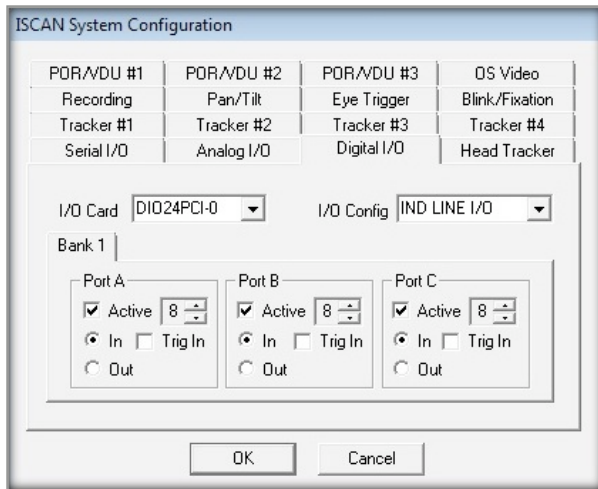 ISCAN System Configuration
POR/VDU #1 POR/VDU #2 POR/VDU #3 OS Video
Recording Pan/Tilt Eye Trigger Blink/Fixation
Tracker #1 Tracker #2 Tracker #3 Tracker #4
Serial I/O Analog I/O Digital I/O Head Tracker
I/O Card DIO24PCI-0 I/O Config IND LINE I/O
Bank 1
Port A Port B Port C
Active 8 Active 8 Active 8
In Trig In In Trig In In Trig In
Out Out Out
OK Cancel